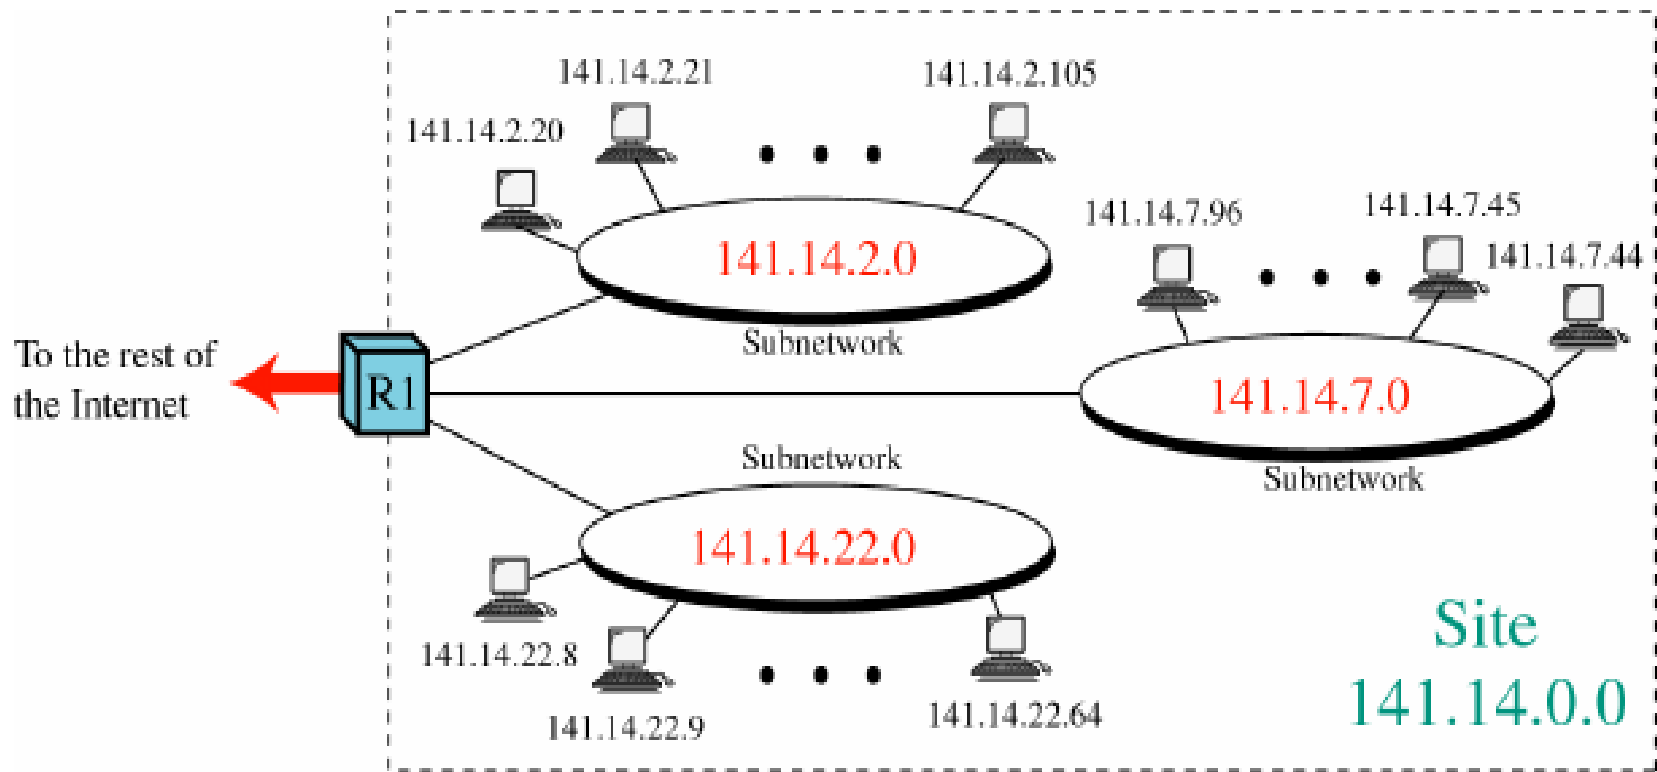 141.14.2.21
141.14.2.105
141.14.2.20
141.14.7.96
141.14.7.45
141.14.7.44
141.14.2.0
Subnetwork
To the rest of
the Internet
R1
141.14.7.0
Subnetwork
Subnetwork
141.14.22.0
141.14.22.8
141.14.22.9
141.14.22.64
Site
141.14.0.0